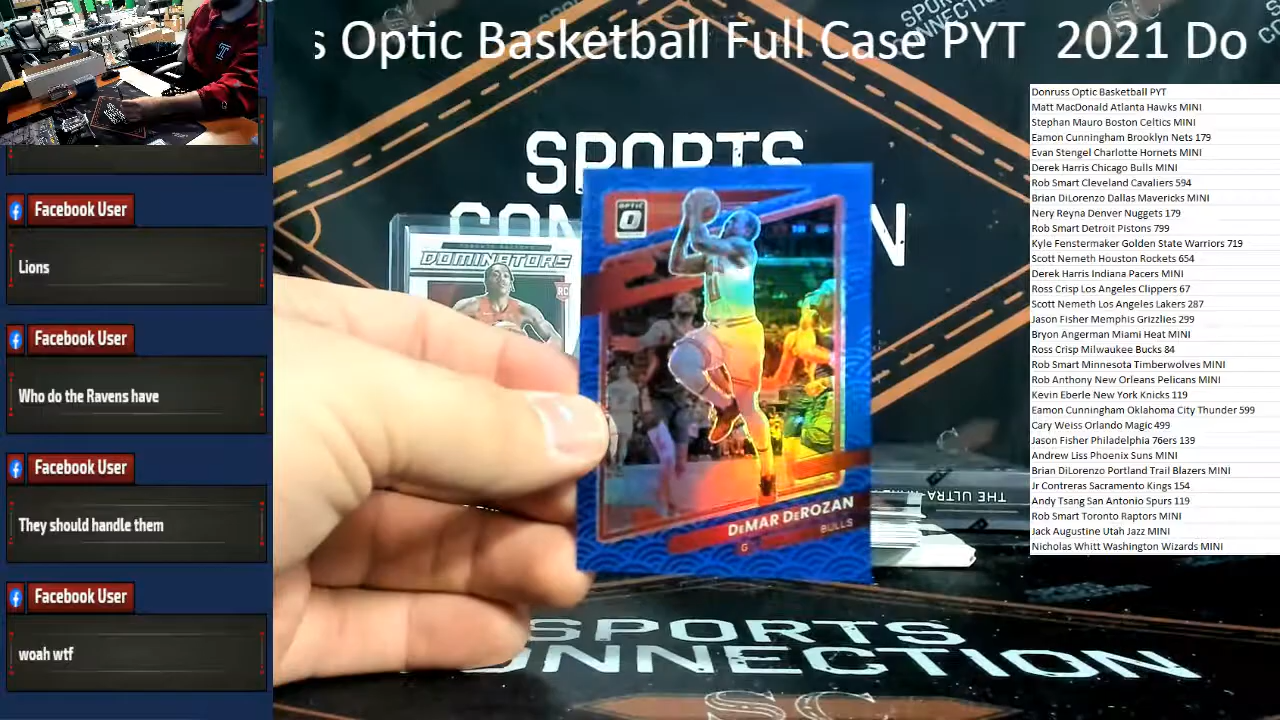 s Optic Basketball Full Case PYT 2021 Do
SPORTS
CONNECTION
Facebook User
Lions
Facebook User
Who do the Ravens have
Facebook User
They should handle them
Facebook User
woah wtf
DOMINATORS
RC
OPTIC
DeMAR DeROZAN
BULLS
G
THE ULTRA
SPORTS
CONNECTION
SC
Donruss Optic Basketball PYT
Matt MacDonald Atlanta Hawks MINI
Stephan Mauro Boston Celtics MINI
Eamon Cunningham Brooklyn Nets 179
Evan Stengel Charlotte Hornets MINI
Derek Harris Chicago Bulls MINI
Rob Smart Cleveland Cavaliers 594
Brian DiLorenzo Dallas Mavericks MINI
Nery Reyna Denver Nuggets 179
Rob Smart Detroit Pistons 799
Kyle Fenstermaker Golden State Warriors 719
Scott Nemeth Houston Rockets 654
Derek Harris Indiana Pacers MINI
Ross Crisp Los Angeles Clippers 67
Scott Nemeth Los Angeles Lakers 287
Jason Fisher Memphis Grizzlies 299
Bryon Angerman Miami Heat MINI
Ross Crisp Milwaukee Bucks 84
Rob Smart Minnesota Timberwolves MINI
Rob Anthony New Orleans Pelicans MINI
Kevin Eberle New York Knicks 119
Eamon Cunningham Oklahoma City Thunder 599
Cary Weiss Orlando Magic 499
Jason Fisher Philadelphia 76ers 139
Andrew Liss Phoenix Suns MINI
Brian DiLorenzo Portland Trail Blazers MINI
Jr Contreras Sacramento Kings 154
Andy Tsang San Antonio Spurs 119
Rob Smart Toronto Raptors MINI
Jack Augustine Utah Jazz MINI
Nicholas Whitt Washington Wizards MINI